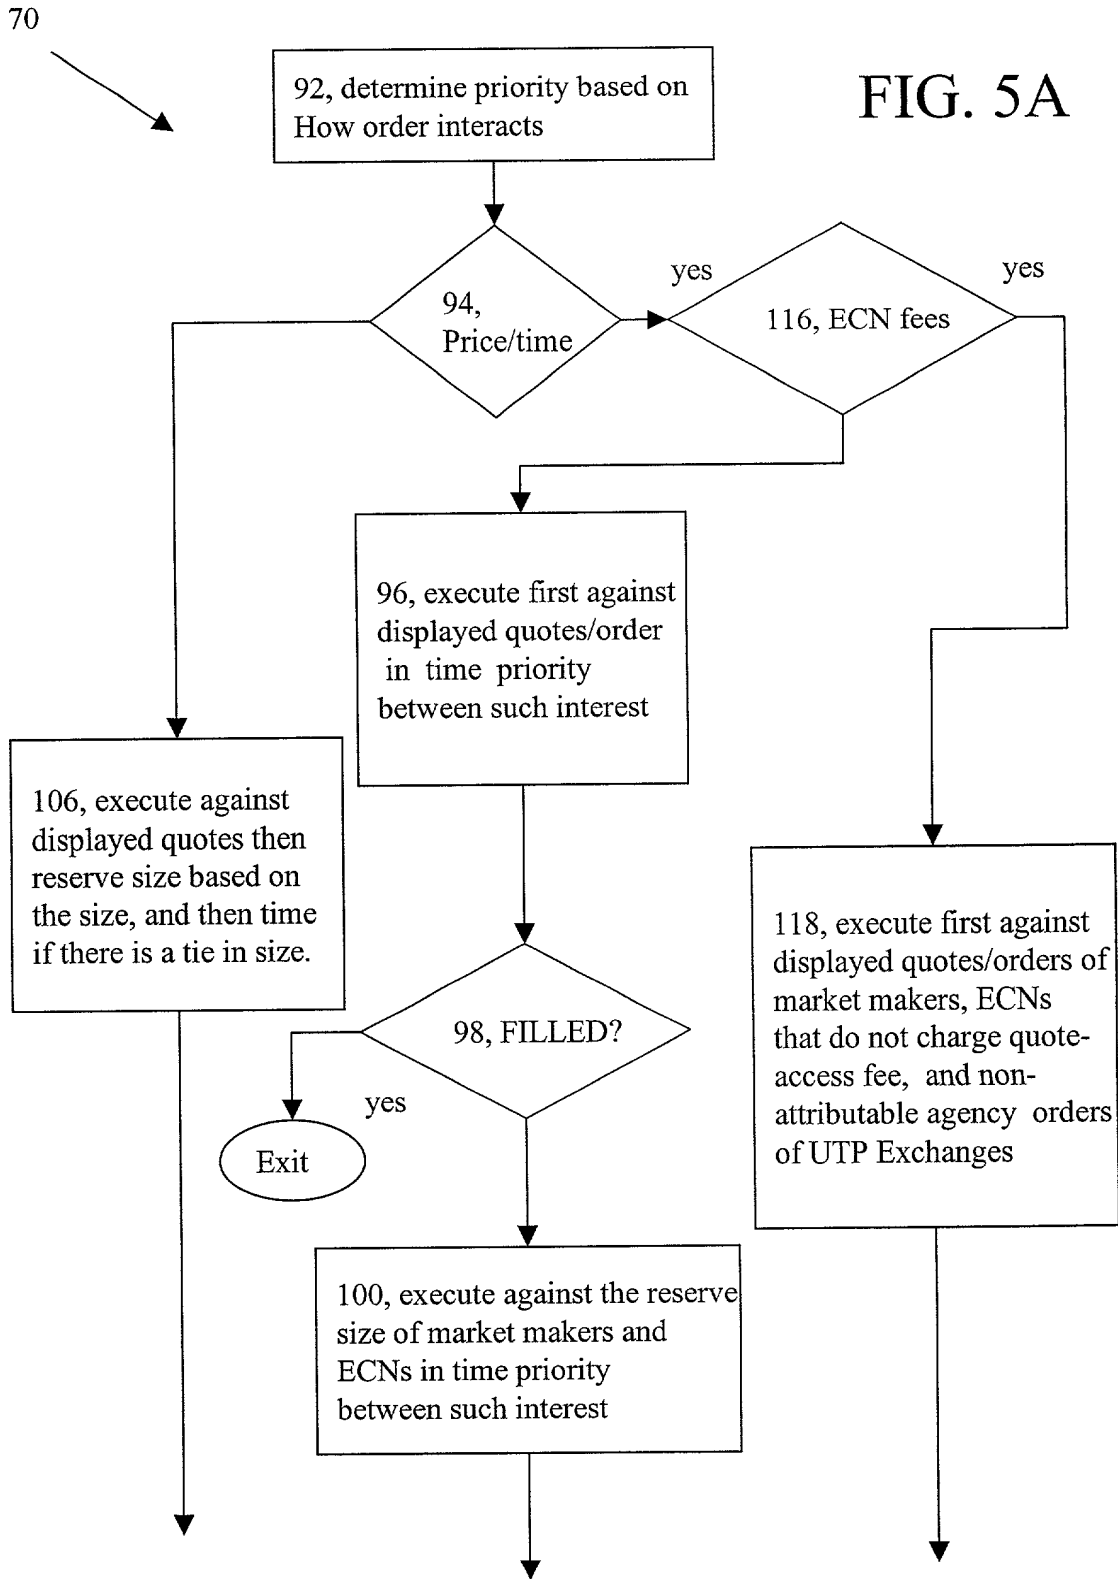 70
FIG. 5A
92, determine priority based on
How order interacts
94,
Price/time
yes
116, ECN fees
yes
96, execute first against
displayed quotes/order
in time priority
between such interest
106, execute against
displayed quotes then
reserve size based on
the size, and then time
if there is a tie in size.
118, execute first against
displayed quotes/orders of
market makers, ECNs
that do not charge quote-
access fee, and non-
attributable agency orders
of UTP Exchanges
98, FILLED?
yes
Exit
100, execute against the reserve
size of market makers and
ECNs in time priority
between such interest